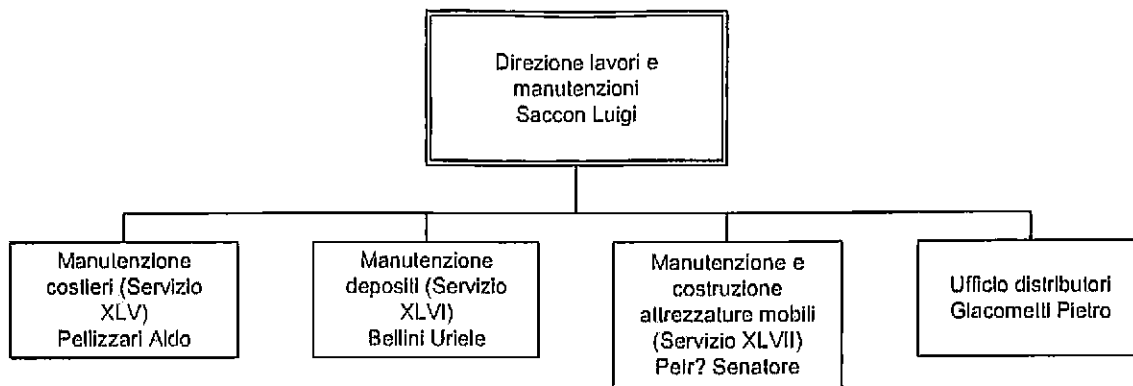 Direzione lavori e
manutenzioni
Saccon Luigi
Manutenzione
costieri (Servizio
XLV)
Pellizzari Aldo
Manutenzione
depositi (Servizio
XLVI)
Bellini Uriele
Manutenzione e
costruzione
attrezzature mobili
(Servizio XLVII)
Petr? Senatore
Ufficio distributori
Giacometti Pietro